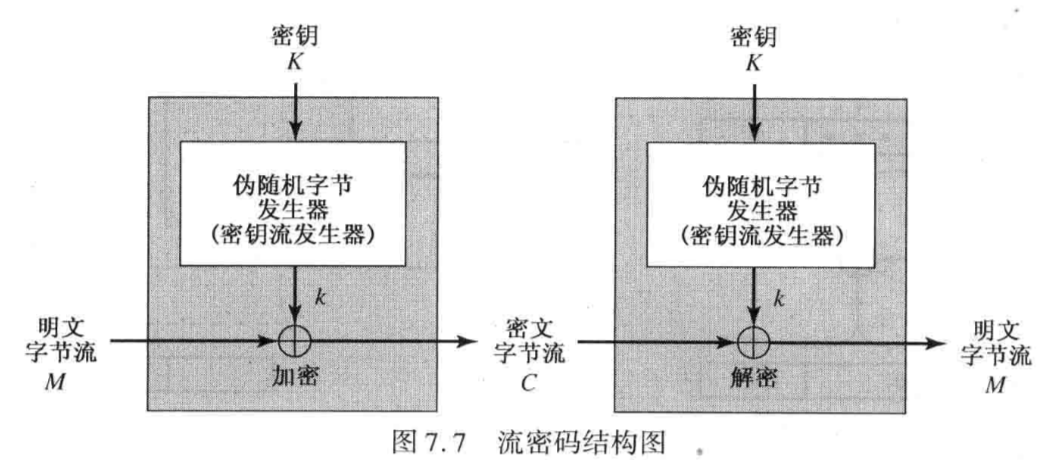 密钥
K
密钥
K
伪随机字节
发生器
(密钥流发生器)
伪随机字节
发生器
(密钥流发生器)
k
k
明文
字节流
M
加密
密文
字节流
C
解密
明文
字节流
M
图 7.7 流密码结构图